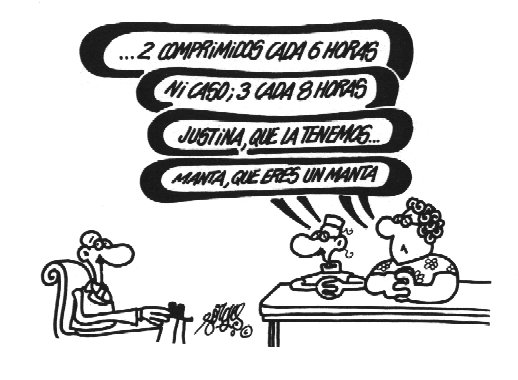 ...2 COMPRIMIDOS CADA 6 HORAS
NI CASO; 3 CADA 8 HORAS
JUSTINA, QUE LA TENEMOS...
MANTA, QUE ERES UN MANTA
Forges
©